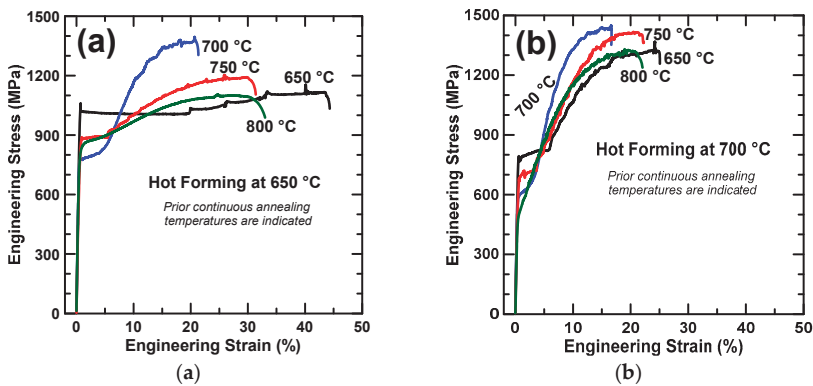 (a)
1500
1200
900
600
300
0
Engineering Stress (MPa)
700 °C
750 °C
650 °C
800 °C
Hot Forming at 650 °C
Prior continuous annealing
temperatures are indicated
0 10 20 30 40 50
Engineering Strain (%)
(a)
(b)
1500
1200
900
600
300
0
Engineering Stress (MPa)
700 °C
750 °C
650 °C
800 °C
Hot Forming at 700 °C
Prior continuous annealing
temperatures are indicated
0 10 20 30 40 50
Engineering Strain (%)
(b)